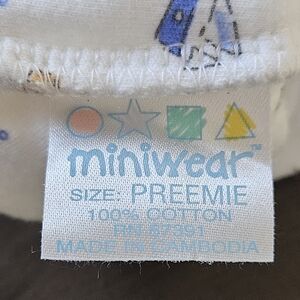 miniwear™
SIZE: PREEMIE
100% COTTON
RN 57391
MADE IN CAMBODIA